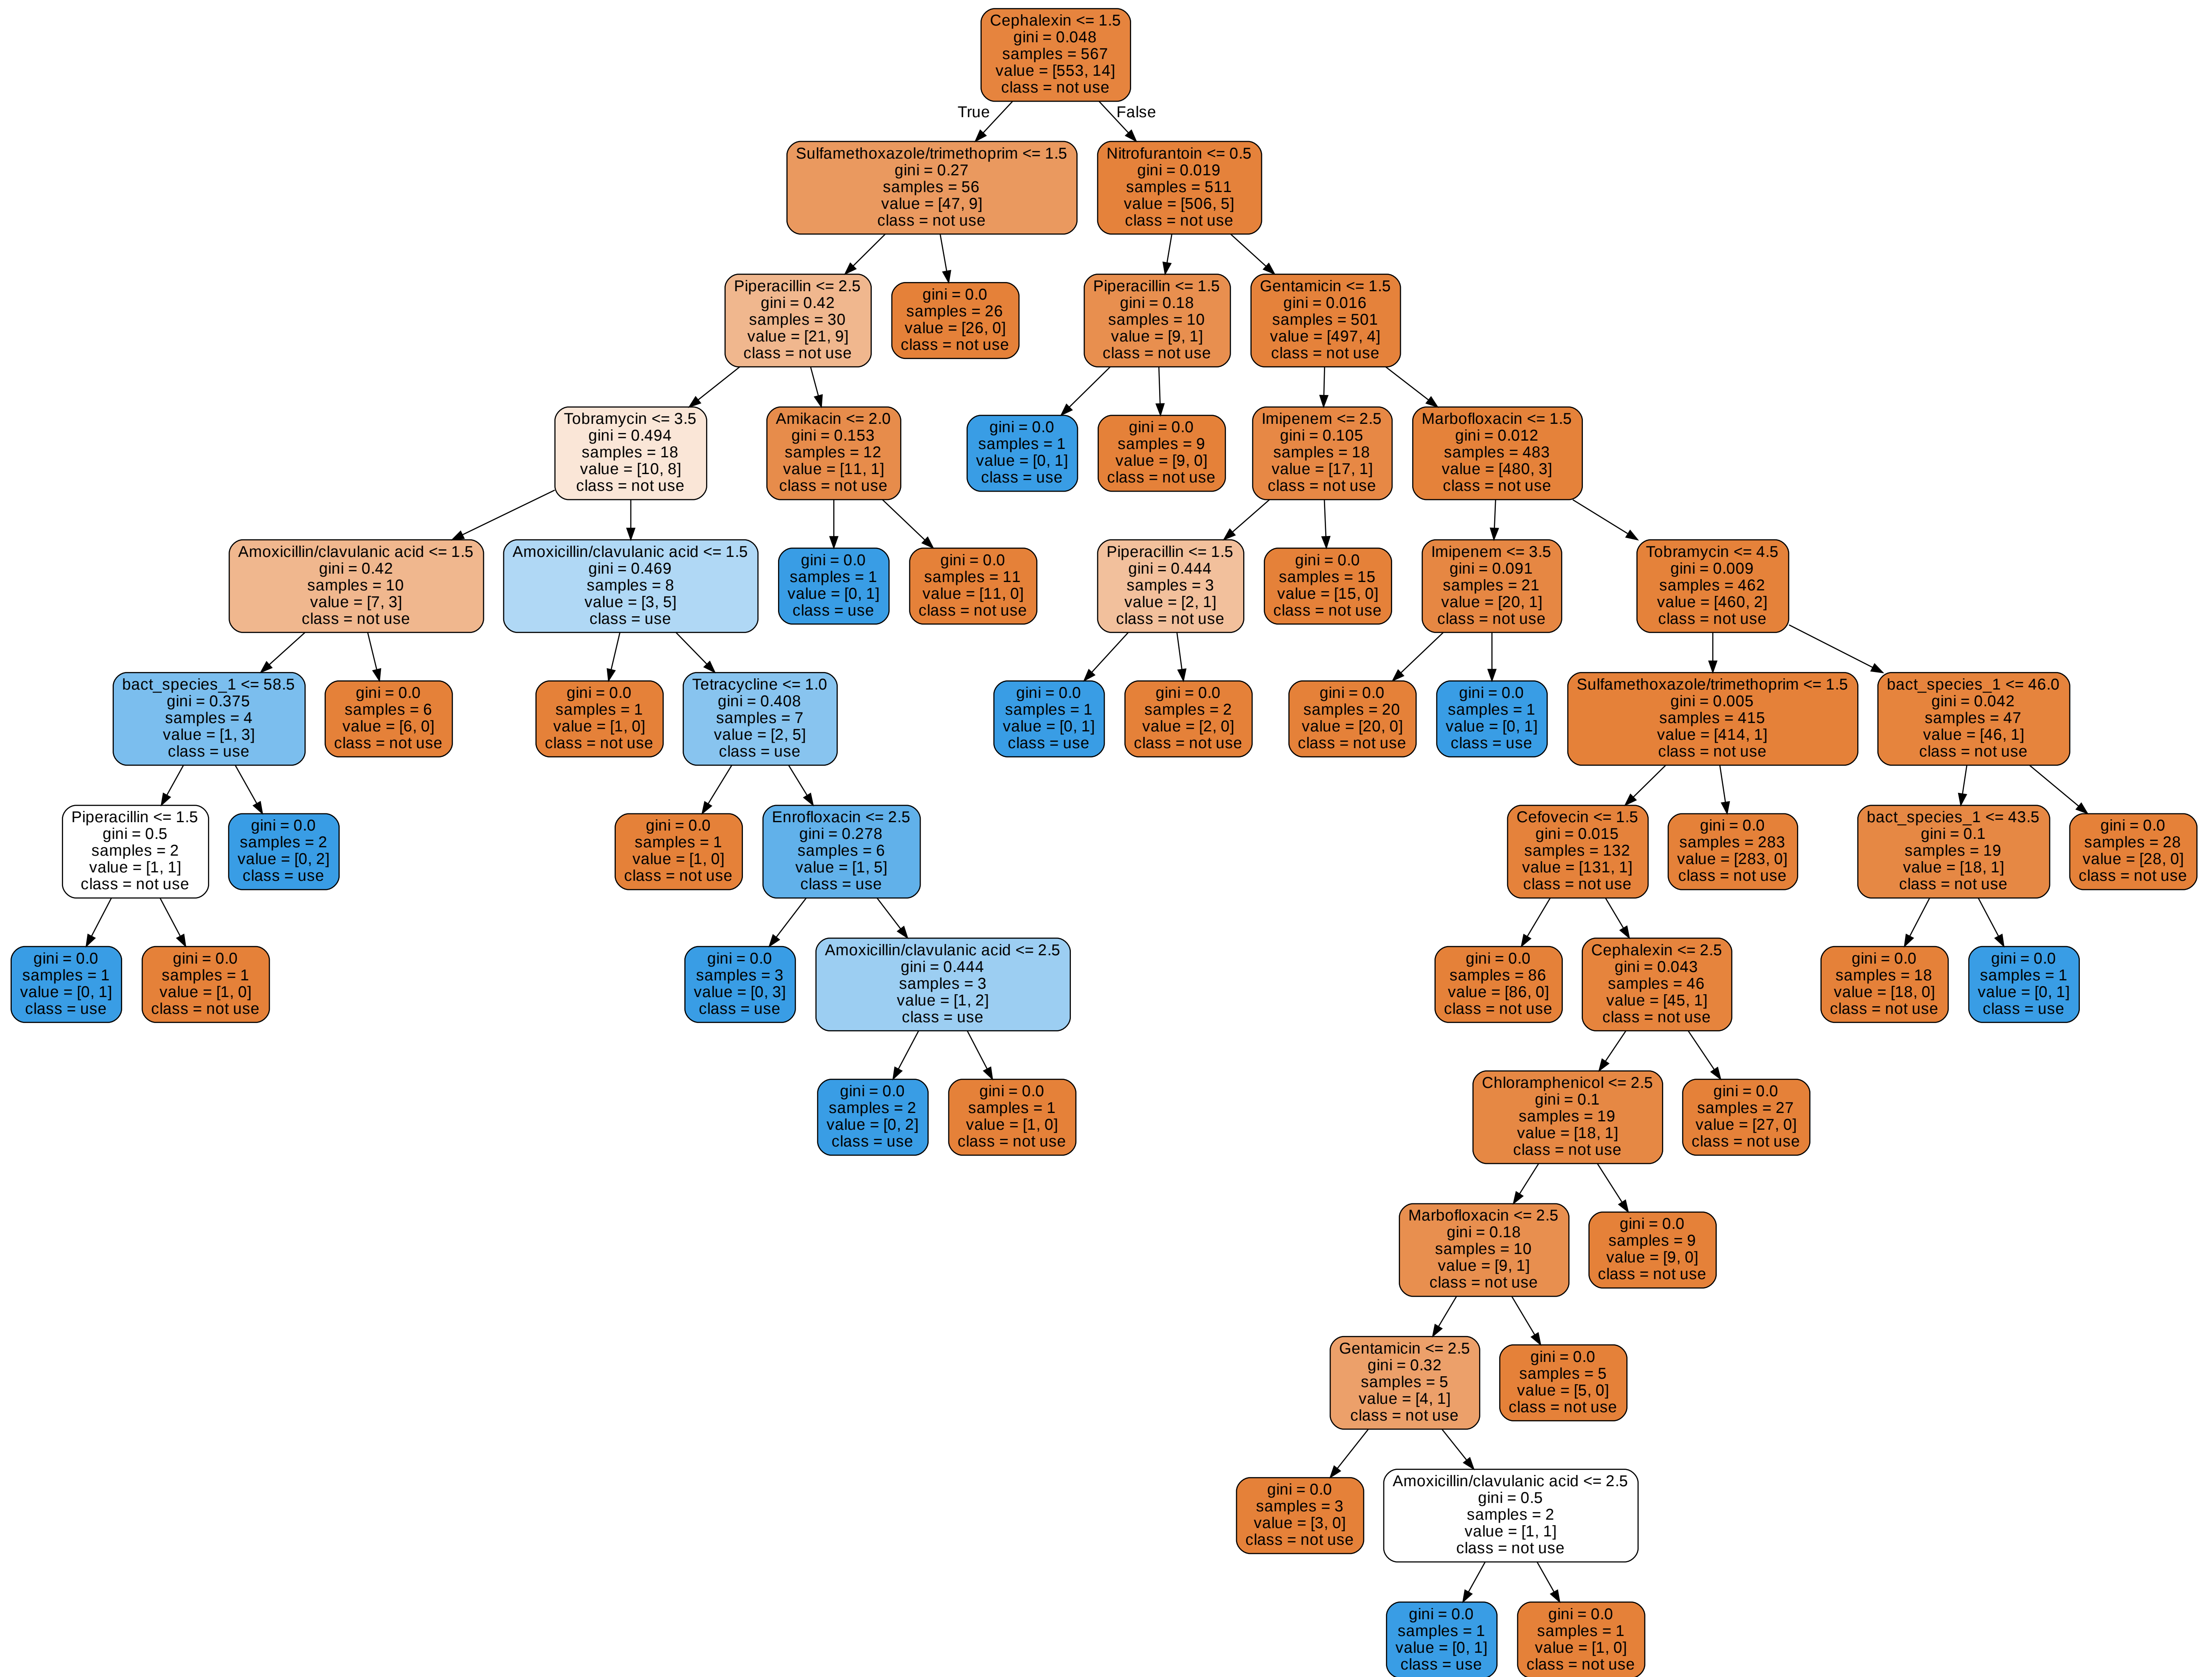 Cephalexin <= 1.5
gini = 0.048
samples = 567
value = [553, 14]
class = not use
True
False
Sulfamethoxazole/trimethoprim <= 1.5
gini = 0.27
samples = 56
value = [47, 9]
class = not use
Nitrofurantoin <= 0.5
gini = 0.019
samples = 511
value = [506, 5]
class = not use
Piperacillin <= 2.5
gini = 0.42
samples = 30
value = [21, 9]
class = not use
gini = 0.0
samples = 26
value = [26, 0]
class = not use
Piperacillin <= 1.5
gini = 0.18
samples = 10
value = [9, 1]
class = not use
Gentamicin <= 1.5
gini = 0.016
samples = 501
value = [497, 4]
class = not use
Tobramycin <= 3.5
gini = 0.494
samples = 18
value = [10, 8]
class = not use
Amikacin <= 2.0
gini = 0.153
samples = 12
value = [11, 1]
class = not use
gini = 0.0
samples = 1
value = [0, 1]
class = use
gini = 0.0
samples = 9
value = [9, 0]
class = not use
Imipenem <= 2.5
gini = 0.105
samples = 18
value = [17, 1]
class = not use
Marbofloxacin <= 1.5
gini = 0.012
samples = 483
value = [480, 3]
class = not use
Amoxicillin/clavulanic acid <= 1.5
gini = 0.42
samples = 10
value = [7, 3]
class = not use
Amoxicillin/clavulanic acid <= 1.5
gini = 0.469
samples = 8
value = [3, 5]
class = use
gini = 0.0
samples = 1
value = [0, 1]
class = use
gini = 0.0
samples = 11
value = [11, 0]
class = not use
Piperacillin <= 1.5
gini = 0.444
samples = 3
value = [2, 1]
class = not use
gini = 0.0
samples = 15
value = [15, 0]
class = not use
Imipenem <= 3.5
gini = 0.091
samples = 21
value = [20, 1]
class = not use
Tobramycin <= 4.5
gini = 0.009
samples = 462
value = [460, 2]
class = not use
bact_species_1 <= 58.5
gini = 0.375
samples = 4
value = [1, 3]
class = use
gini = 0.0
samples = 6
value = [6, 0]
class = not use
gini = 0.0
samples = 1
value = [1, 0]
class = not use
Tetracycline <= 1.0
gini = 0.408
samples = 7
value = [2, 5]
class = use
gini = 0.0
samples = 1
value = [0, 1]
class = use
gini = 0.0
samples = 2
value = [2, 0]
class = not use
gini = 0.0
samples = 20
value = [20, 0]
class = not use
gini = 0.0
samples = 1
value = [0, 1]
class = use
Sulfamethoxazole/trimethoprim <= 1.5
gini = 0.005
samples = 415
value = [414, 1]
class = not use
bact_species_1 <= 46.0
gini = 0.042
samples = 47
value = [46, 1]
class = not use
Piperacillin <= 1.5
gini = 0.5
samples = 2
value = [1, 1]
class = not use
gini = 0.0
samples = 2
value = [0, 2]
class = use
gini = 0.0
samples = 1
value = [1, 0]
class = not use
Enrofloxacin <= 2.5
gini = 0.278
samples = 6
value = [1, 5]
class = use
Cefovecin <= 1.5
gini = 0.015
samples = 132
value = [131, 1]
class = not use
gini = 0.0
samples = 283
value = [283, 0]
class = not use
bact_species_1 <= 43.5
gini = 0.1
samples = 19
value = [18, 1]
class = not use
gini = 0.0
samples = 28
value = [28, 0]
class = not use
gini = 0.0
samples = 1
value = [0, 1]
class = use
gini = 0.0
samples = 1
value = [1, 0]
class = not use
gini = 0.0
samples = 3
value = [0, 3]
class = use
Amoxicillin/clavulanic acid <= 2.5
gini = 0.444
samples = 3
value = [1, 2]
class = use
gini = 0.0
samples = 86
value = [86, 0]
class = not use
Cephalexin <= 2.5
gini = 0.043
samples = 46
value = [45, 1]
class = not use
gini = 0.0
samples = 18
value = [18, 0]
class = not use
gini = 0.0
samples = 1
value = [0, 1]
class = use
gini = 0.0
samples = 2
value = [0, 2]
class = use
gini = 0.0
samples = 1
value = [1, 0]
class = not use
Chloramphenicol <= 2.5
gini = 0.1
samples = 19
value = [18, 1]
class = not use
gini = 0.0
samples = 27
value = [27, 0]
class = not use
Marbofloxacin <= 2.5
gini = 0.18
samples = 10
value = [9, 1]
class = not use
gini = 0.0
samples = 9
value = [9, 0]
class = not use
Gentamicin <= 2.5
gini = 0.32
samples = 5
value = [4, 1]
class = not use
gini = 0.0
samples = 5
value = [5, 0]
class = not use
gini = 0.0
samples = 3
value = [3, 0]
class = not use
Amoxicillin/clavulanic acid <= 2.5
gini = 0.5
samples = 2
value = [1, 1]
class = not use
gini = 0.0
samples = 1
value = [0, 1]
class = use
gini = 0.0
samples = 1
value = [1, 0]
class = not use